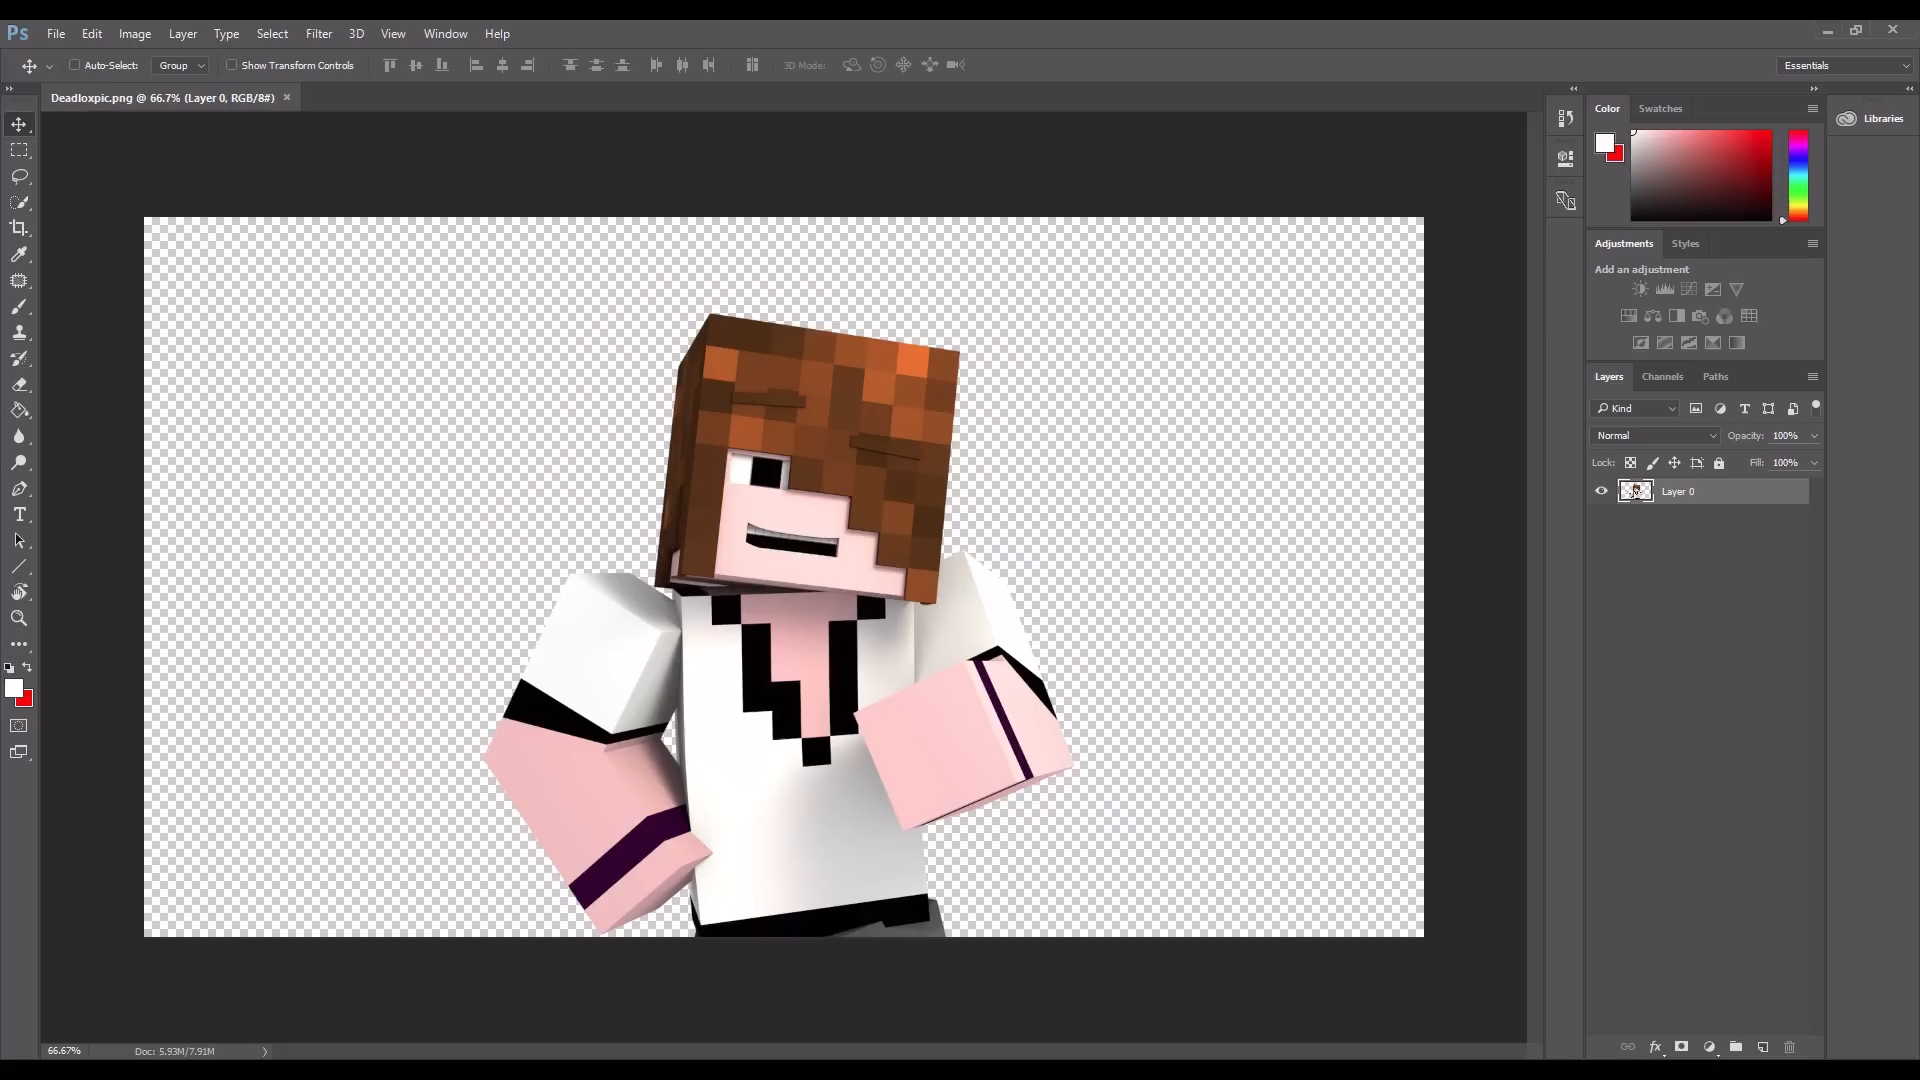 Ps File Edit Image Layer Type Select Filter 3D View Window Help
Auto-Select: Group Show Transform Controls 3D Mode: Essentials
Deadloxpic.png @ 66.7% (Layer 0, RGB/8#)
Color Swatches
Libraries
Adjustments Styles
Add an adjustment
Layers Channels Paths
Kind
Normal Opacity: 100%
Lock: Fill: 100%
Layer 0
66.67% Doc: 5.93M/7.91M
fx